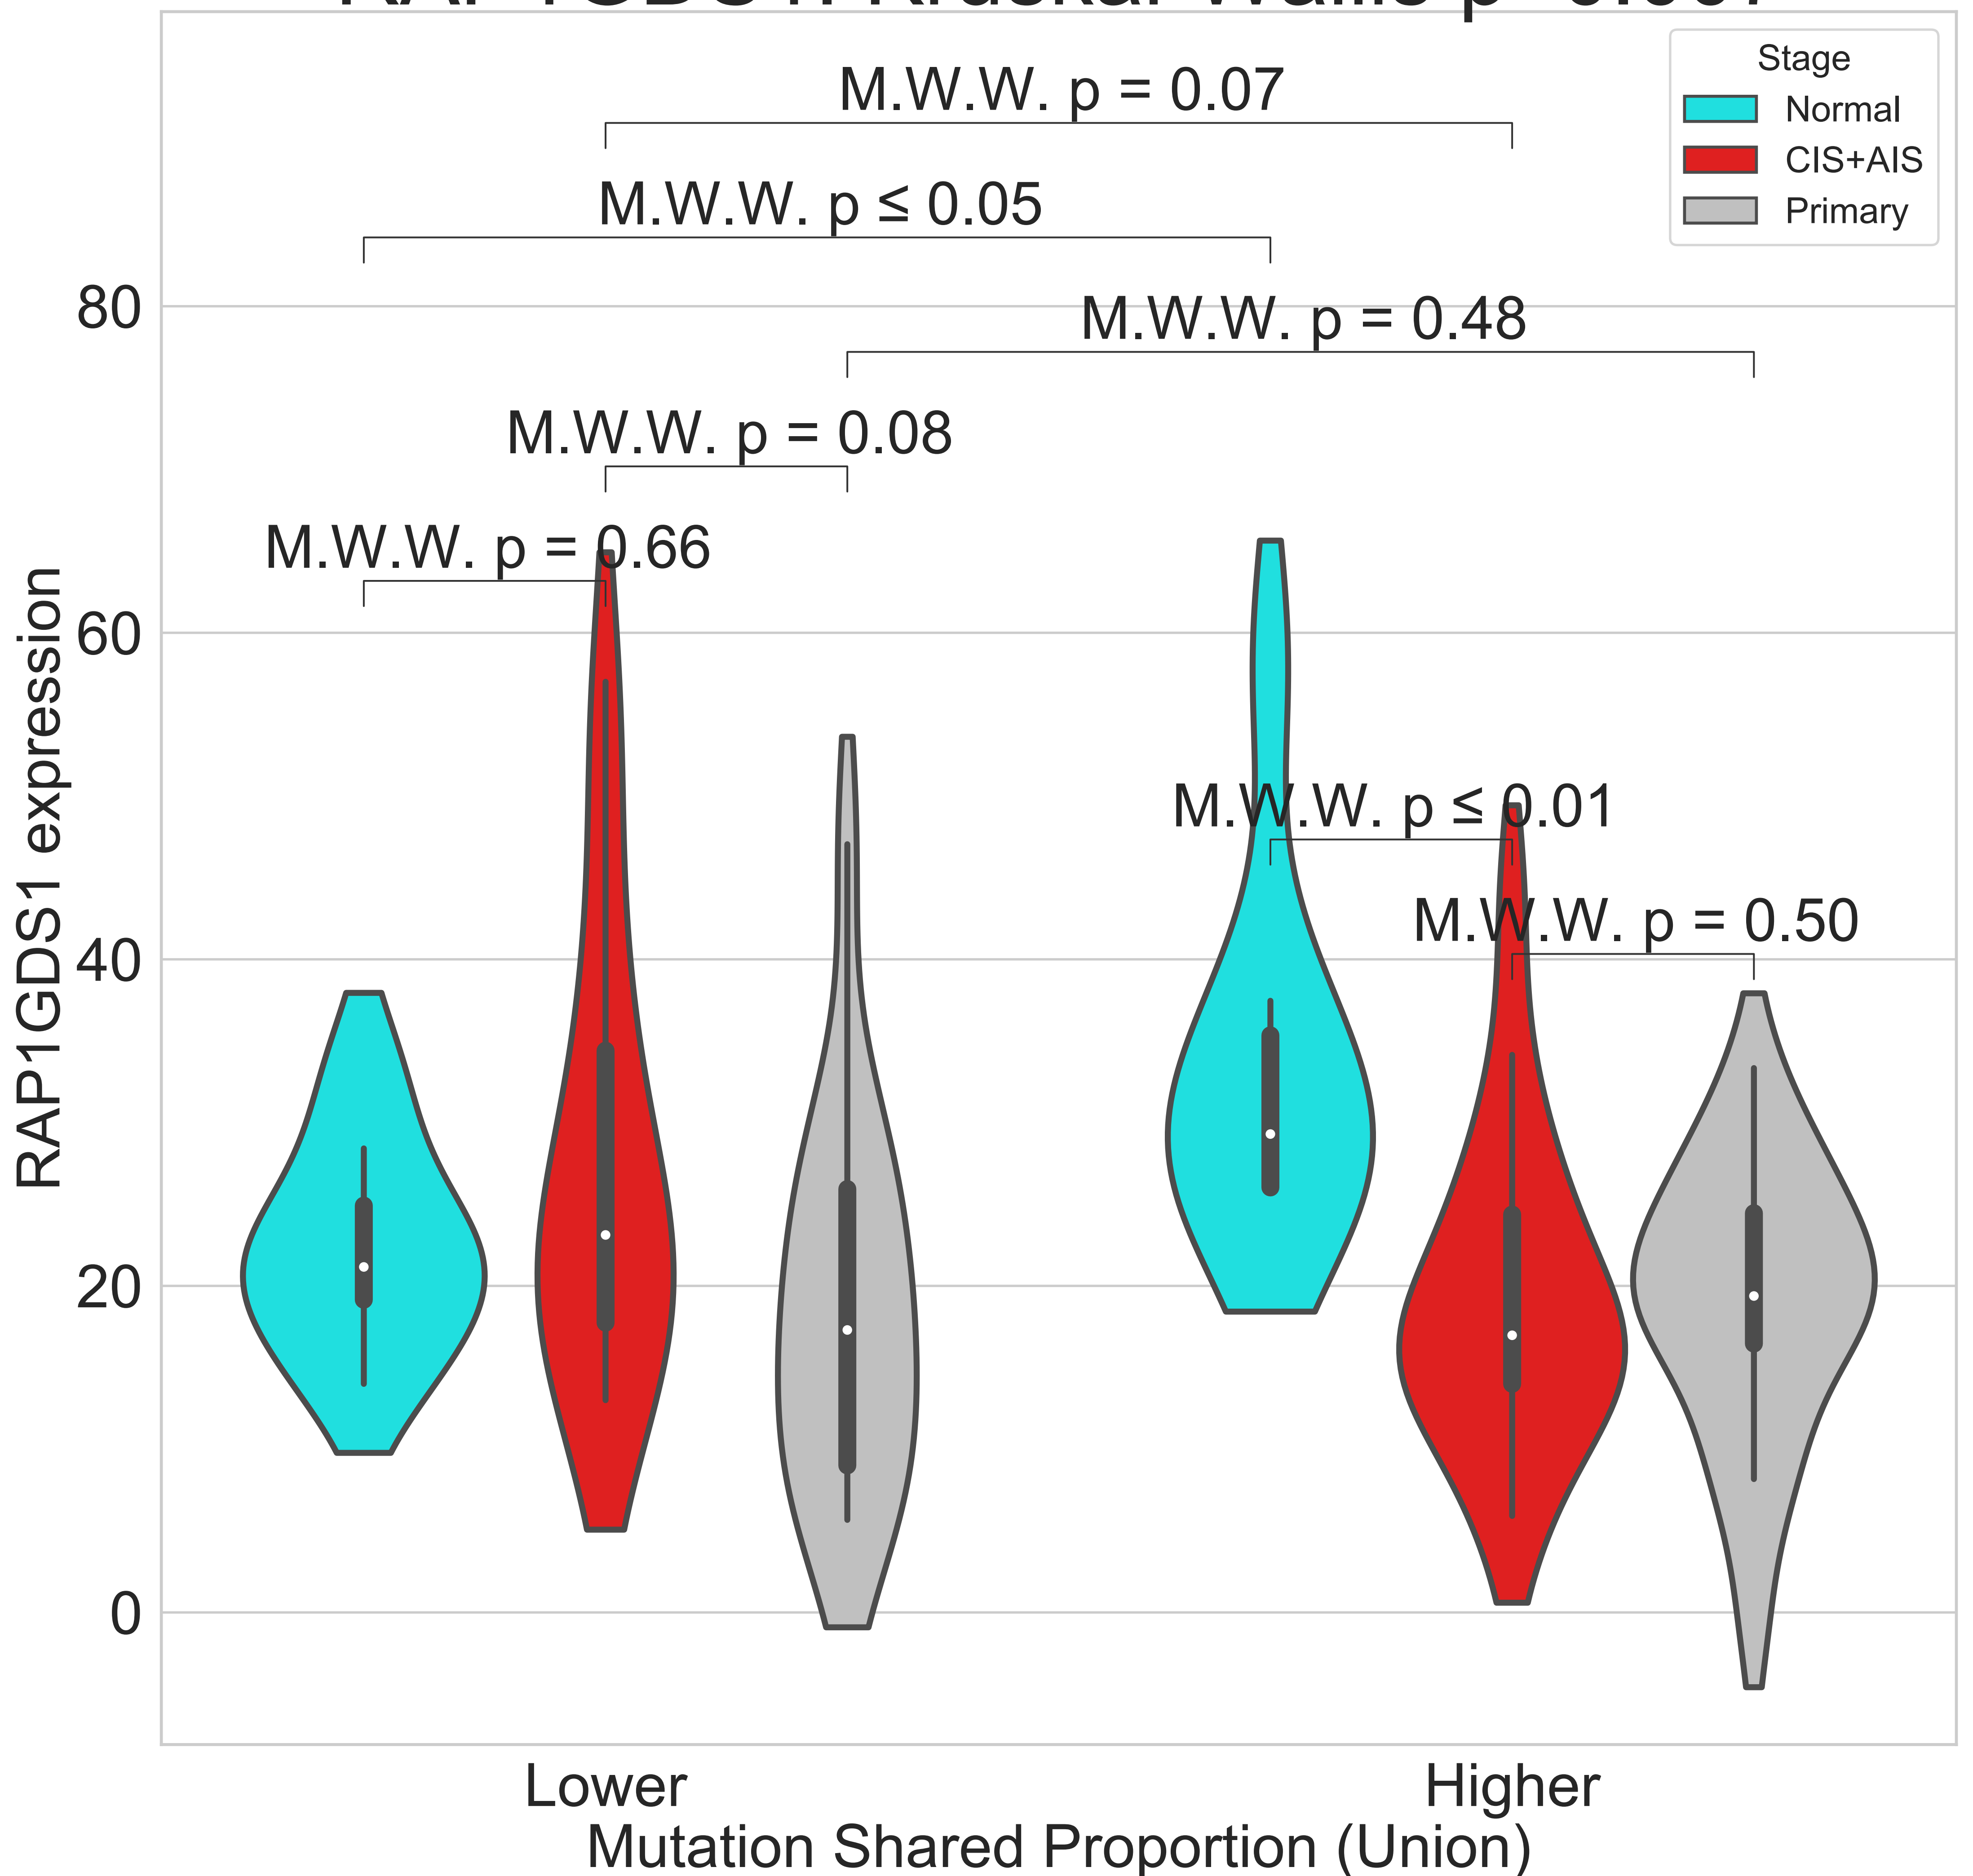 Stage
Normal
CIS+AIS
Primary
M.W.W. p = 0.07
M.W.W. p ≤ 0.05
M.W.W. p = 0.48
M.W.W. p = 0.08
M.W.W. p = 0.66
M.W.W. p ≤ 0.01
M.W.W. p = 0.50
80
60
40
20
0
RAP1GDS1 expression
Lower
Higher
Mutation Shared Proportion (Union)